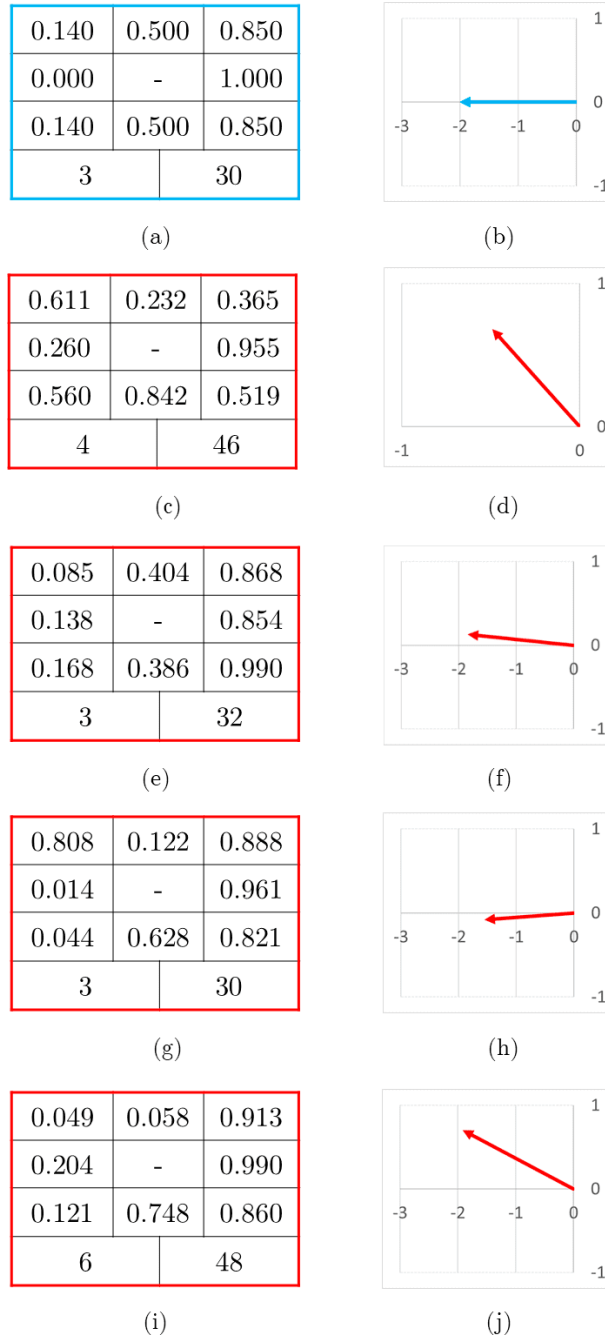 0.140 0.500 0.850
0.000 - 1.000
0.140 0.500 0.850
3 30
(a)
1
0
-3 -2 -1 0
-1
(b)
0.611 0.232 0.365
0.260 - 0.955
0.560 0.842 0.519
4 46
(c)
1
0
-1 0
(d)
0.085 0.404 0.868
0.138 - 0.854
0.168 0.386 0.990
3 32
(e)
1
0
-3 -2 -1 0
-1
(f)
0.808 0.122 0.888
0.014 - 0.961
0.044 0.628 0.821
3 30
(g)
1
0
-3 -2 -1 0
-1
(h)
0.049 0.058 0.913
0.204 - 0.990
0.121 0.748 0.860
6 48
(i)
1
0
-3 -2 -1 0
-1
(j)